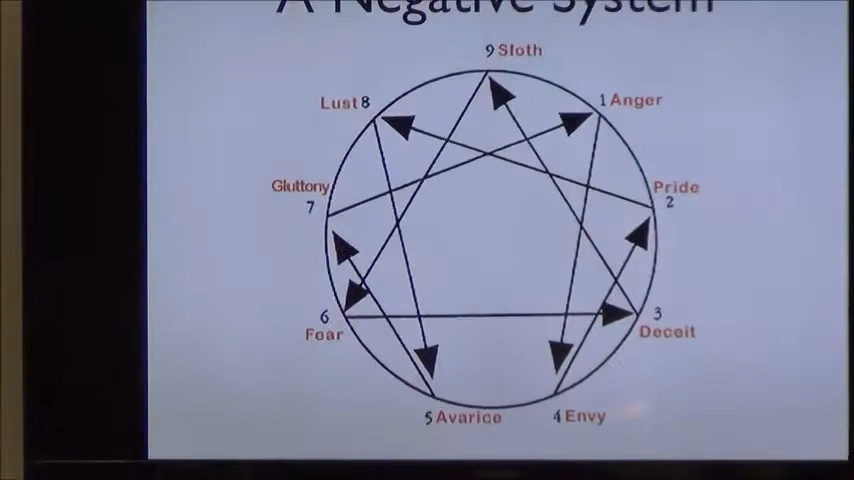 A Negative System
9 Sloth
Lust 8
1 Anger
Gluttony
7
Pride
2
6
Fear
3
Deceit
5 Avarice
4 Envy